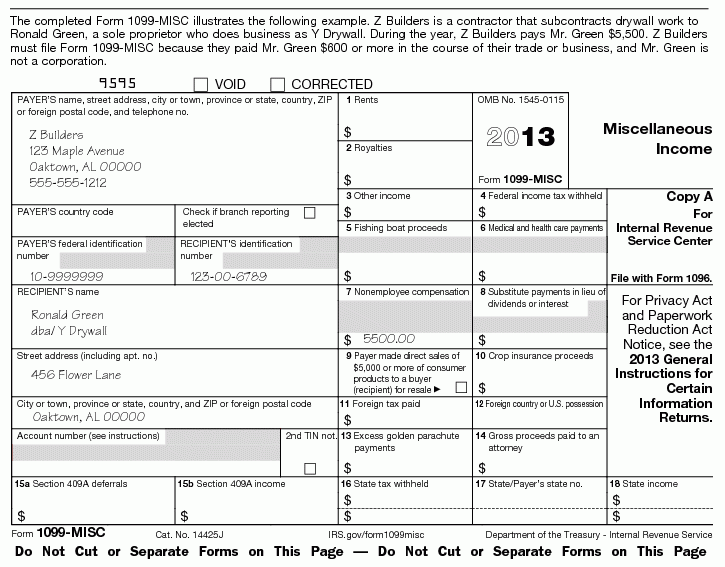 The completed Form 1099-MISC illustrates the following example. Z Builders is a contractor that subcontracts drywall work to
Ronald Green, a sole proprietor who does business as Y Drywall. During the year, Z Builders pays Mr. Green $5,500. Z Builders
must file Form 1099-MISC because they paid Mr. Green $600 or more in the course of their trade or business, and Mr. Green is
not a corporation.
9595 VOID CORRECTED
PAYER'S name, street address, city or town, province or state, country, ZIP
or foreign postal code, and telephone no.
Z Builders
123 Maple Avenue
Oaktown, AL 00000
555-555-1212
1 Rents
$
2 Royalties
$
OMB No. 1545-0115
2013
Form 1099-MISC
Miscellaneous
Income
3 Other income
$
4 Federal income tax withheld
$
Copy A
For
Internal Revenue
Service Center
File with Form 1096.
PAYER'S country code
Check if branch reporting
elected
5 Fishing boat proceeds
$
6 Medical and health care payments
$
PAYER'S federal identification
number
10-9999999
RECIPIENT'S identification
number
123-00-6789
RECIPIENT'S name
Ronald Green
dba/ Y Drywall
7 Nonemployee compensation
$ 5500.00
8 Substitute payments in lieu of
dividends or interest
$
For Privacy Act
and Paperwork
Reduction Act
Notice, see the
2013 General
Instructions for
Certain
Information
Returns.
Street address (including apt. no.)
456 Flower Lane
9 Payer made direct sales of
$5,000 or more of consumer
products to a buyer
(recipient) for resale ▶
10 Crop insurance proceeds
$
City or town, province or state, country, and ZIP or foreign postal code
Oaktown, AL 00000
11 Foreign tax paid
$
12 Foreign country or U.S. possession
Account number (see instructions)
2nd TIN not.
13 Excess golden parachute
payments
$
14 Gross proceeds paid to an
attorney
$
15a Section 409A deferrals
$
15b Section 409A income
$
16 State tax withheld
$
$
17 State/Payer's state no.
18 State income
$
$
Form 1099-MISC Cat. No. 14425J IRS.gov/form1099misc Department of the Treasury - Internal Revenue Service
Do Not Cut or Separate Forms on This Page — Do Not Cut or Separate Forms on This Page